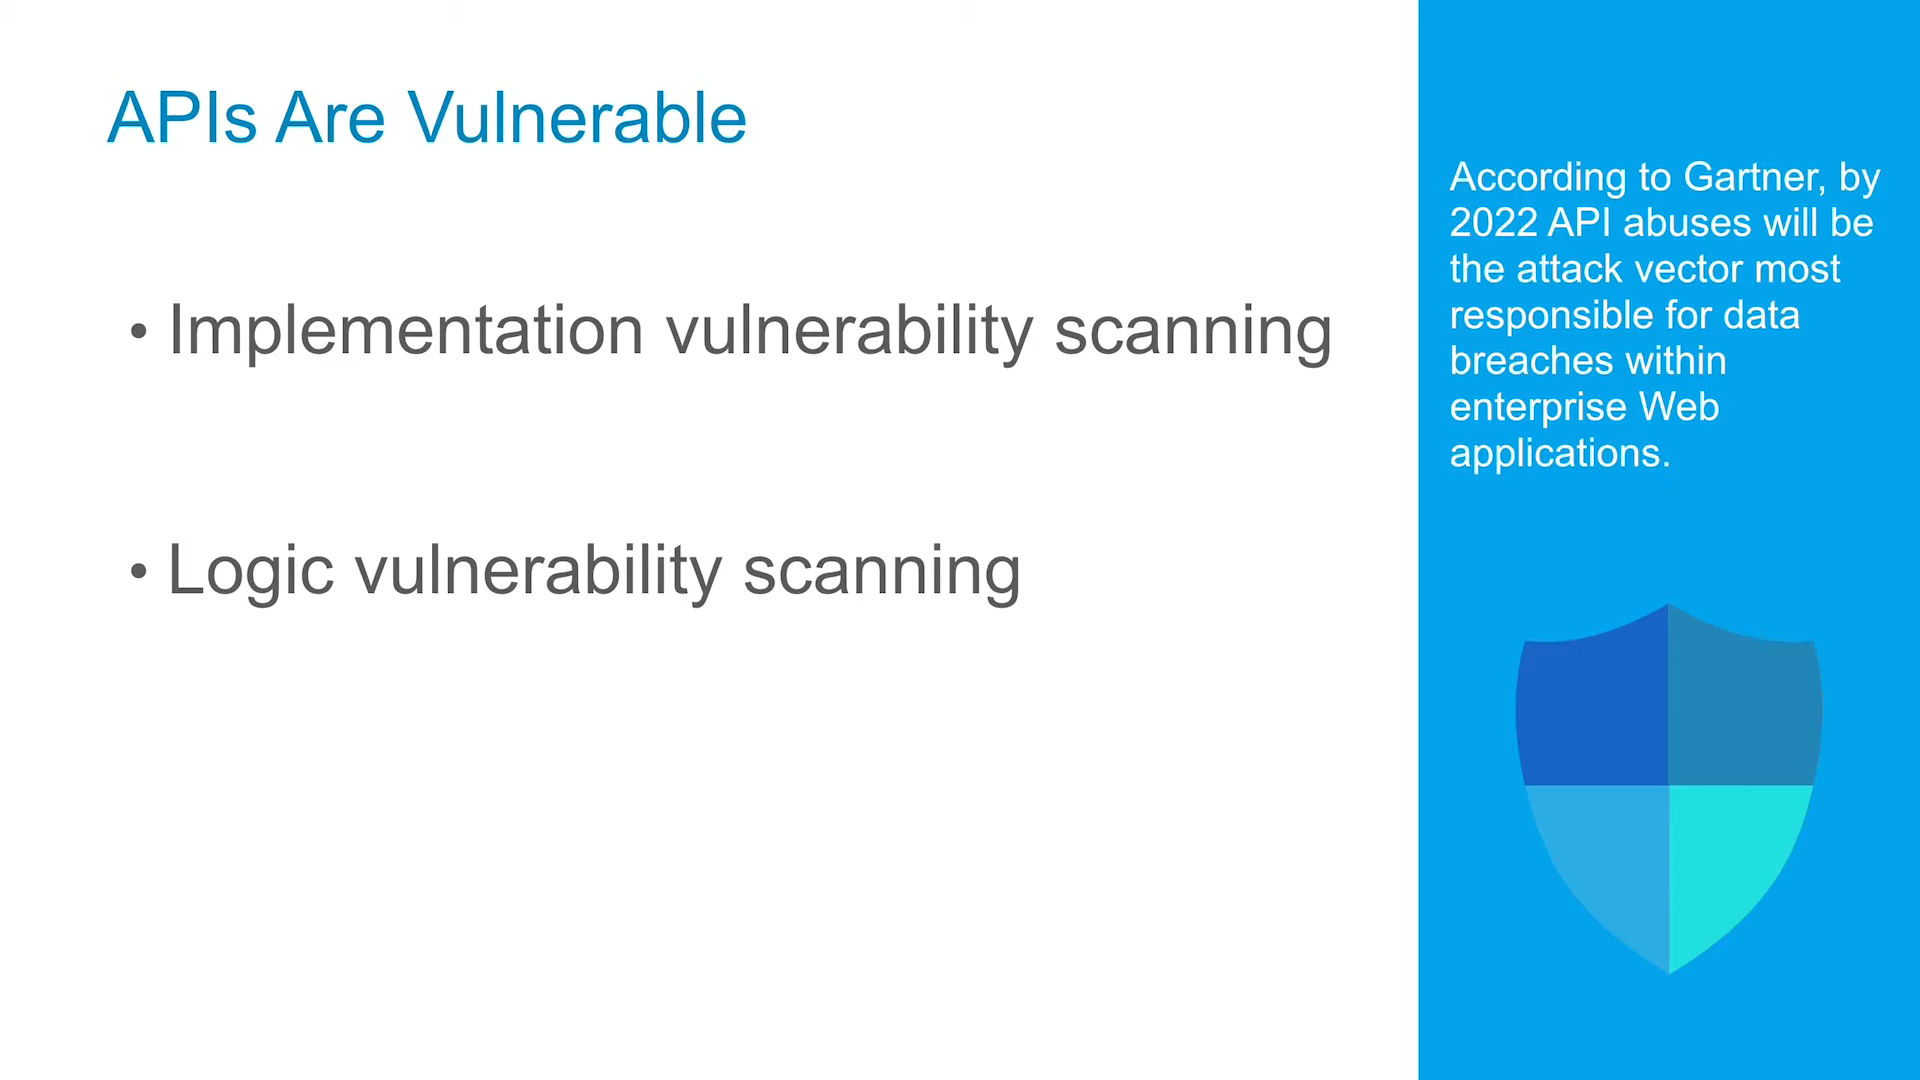 APIs Are Vulnerable
• Implementation vulnerability scanning
• Logic vulnerability scanning
According to Gartner, by
2022 API abuses will be
the attack vector most
responsible for data
breaches within
enterprise Web
applications.